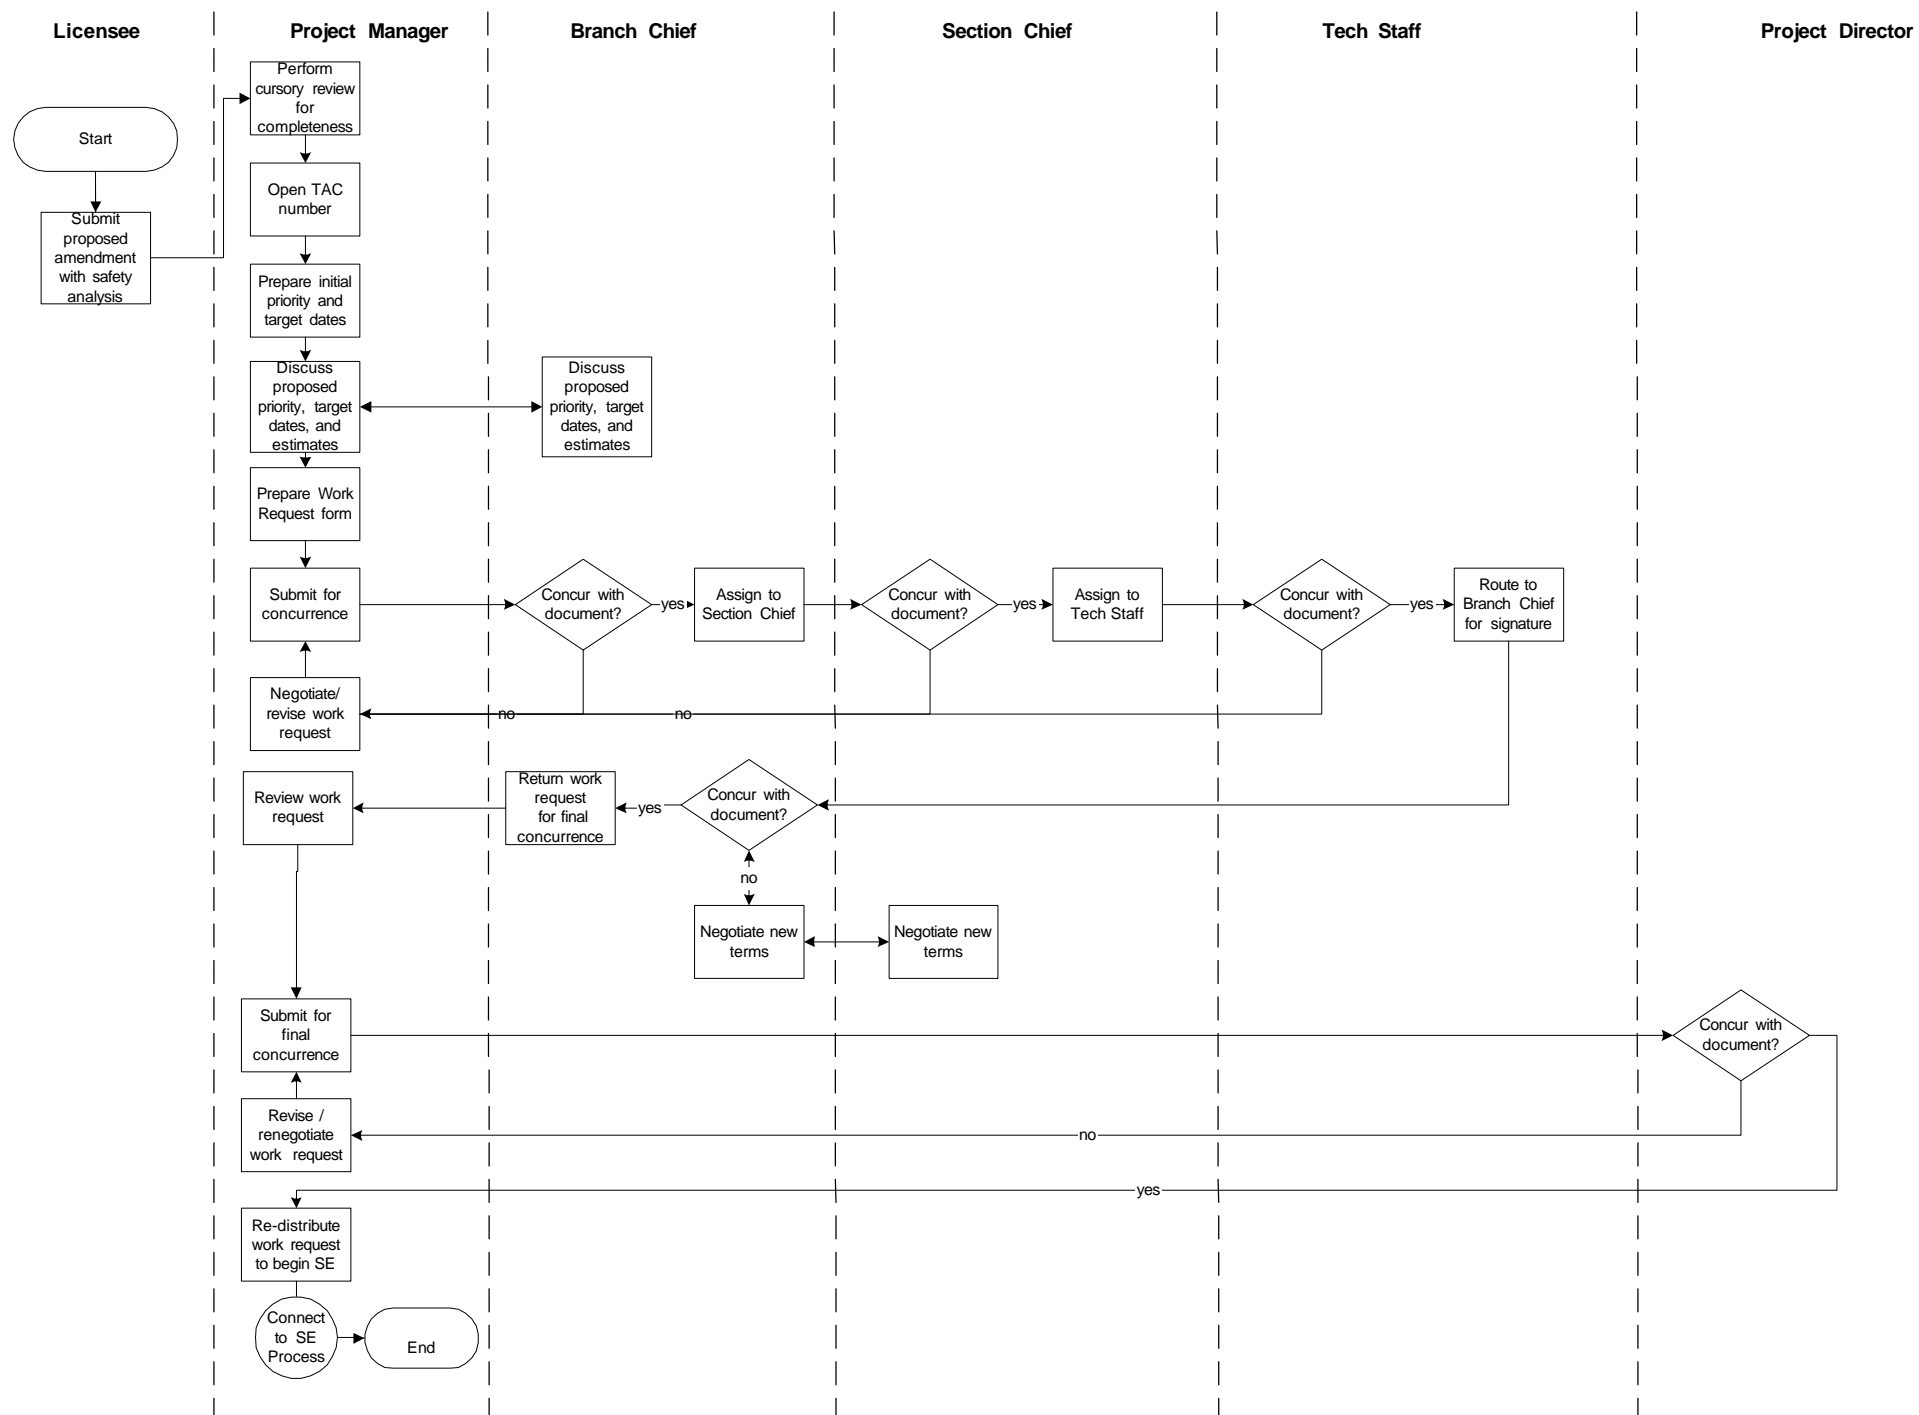 Licensee
Project Manager
Branch Chief
Section Chief
Tech Staff
Project Director
Perform
cursory review
for
completeness
Start
Open TAC
number
Submit
proposed
amendment
with safety
analysis
Prepare initial
priority and
target dates
Discuss
proposed
priority, target
dates, and
estimates
Discuss
proposed
priority, target
dates, and
estimates
Prepare Work
Request form
Submit for
concurrence
Concur with
document?
yes
Assign to
Section Chief
Concur with
document?
yes
Assign to
Tech Staff
Concur with
document?
yes
Route to
Branch Chief
for signature
Negotiate/
revise work
request
no
no
Review work
request
Return work
request
for final
concurrence
yes
Concur with
document?
no
Negotiate new
terms
Negotiate new
terms
Submit for
final
concurrence
Concur with
document?
Revise /
renegotiate
work request
no
yes
Re-distribute
work request
to begin SE
Connect
to SE
Process
End